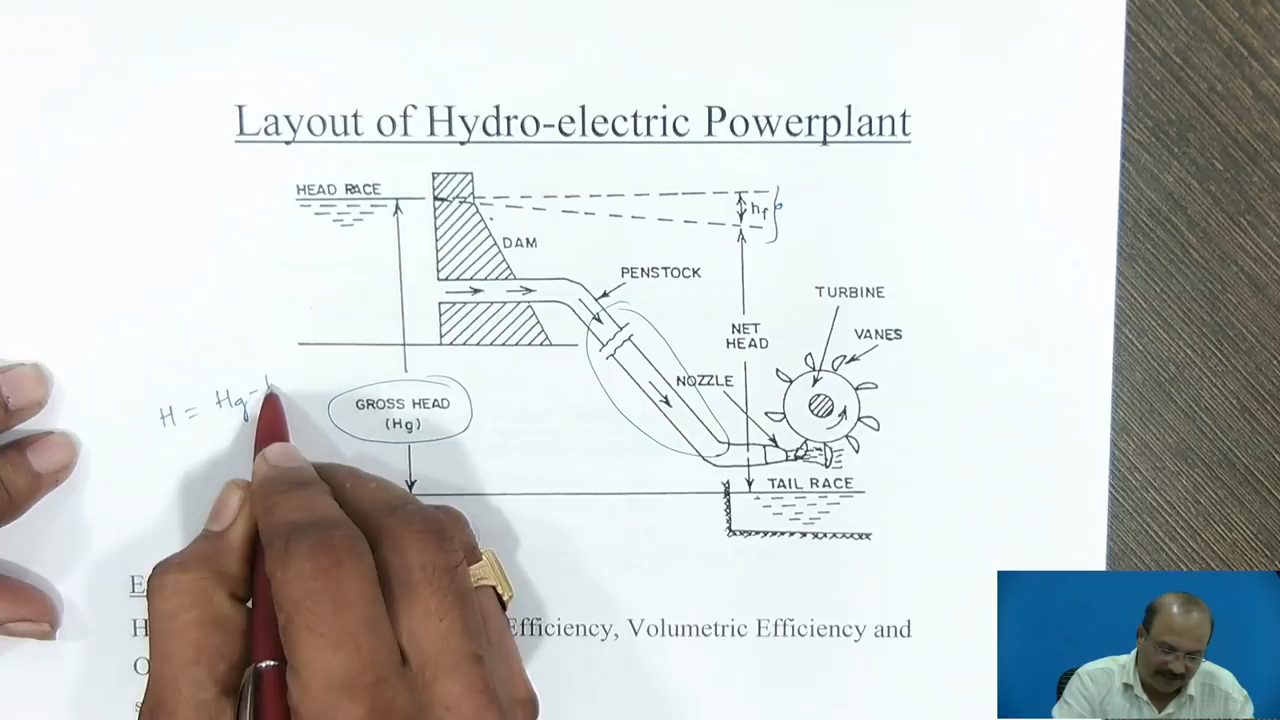 Layout of Hydro-electric Powerplant
HEAD RACE
hf
DAM
PENSTOCK
TURBINE
VANES
NET
HEAD
NOZZLE
H = Hg -
GROSS HEAD
(Hg)
TAIL RACE
E
H Efficiency, Volumetric Efficiency and
O